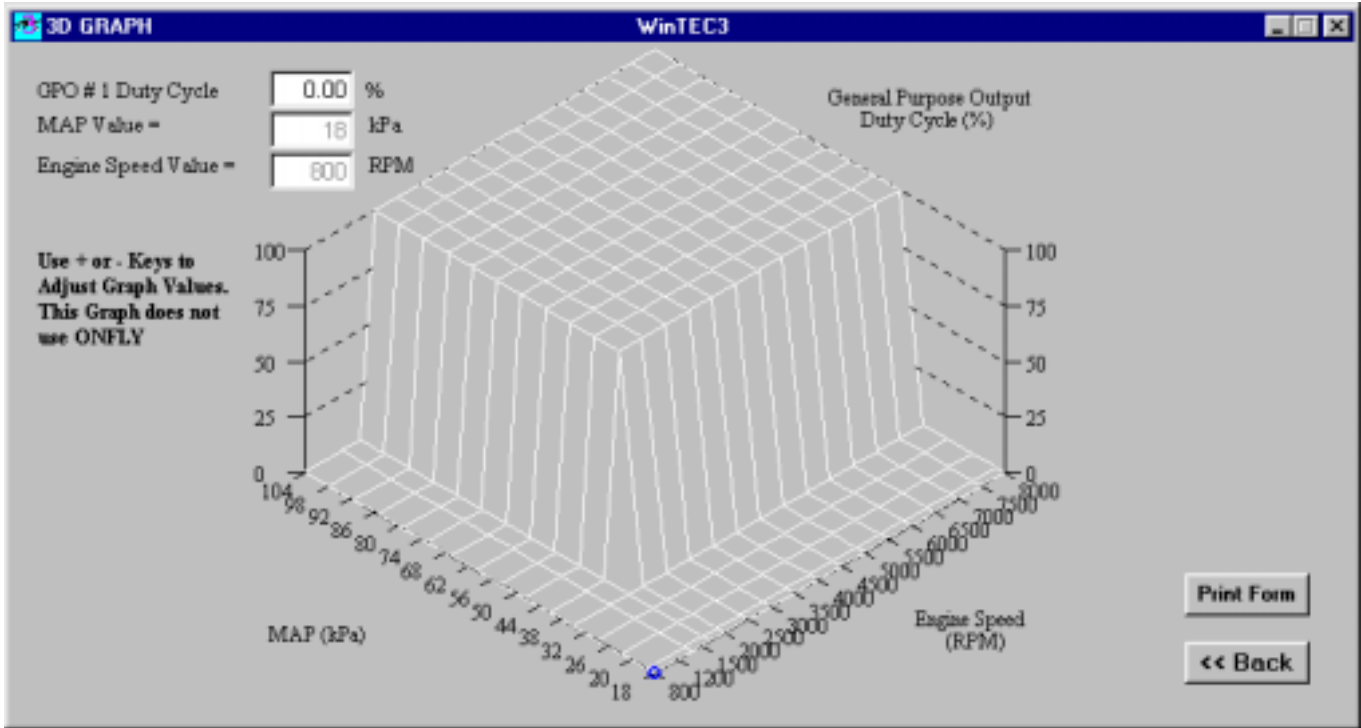 3D GRAPH
WinTEC3
GPO # 1 Duty Cycle 0.00 %
MAP Value = 18 kPa
Engine Speed Value = 800 RPM
General Purpose Output
Duty Cycle (%)
Use + or - Keys to
Adjust Graph Values.
This Graph does not
use ONFLY
100
75
50
25
0
100
75
50
25
0
104
98
92
86
80
74
68
62
56
50
44
38
32
26
20
18
800
1200
1500
2000
2500
3000
3500
4000
4500
5000
5500
6000
6500
7000
7500
8000
MAP (kPa)
Engine Speed
(RPM)
Print Form
<< Back